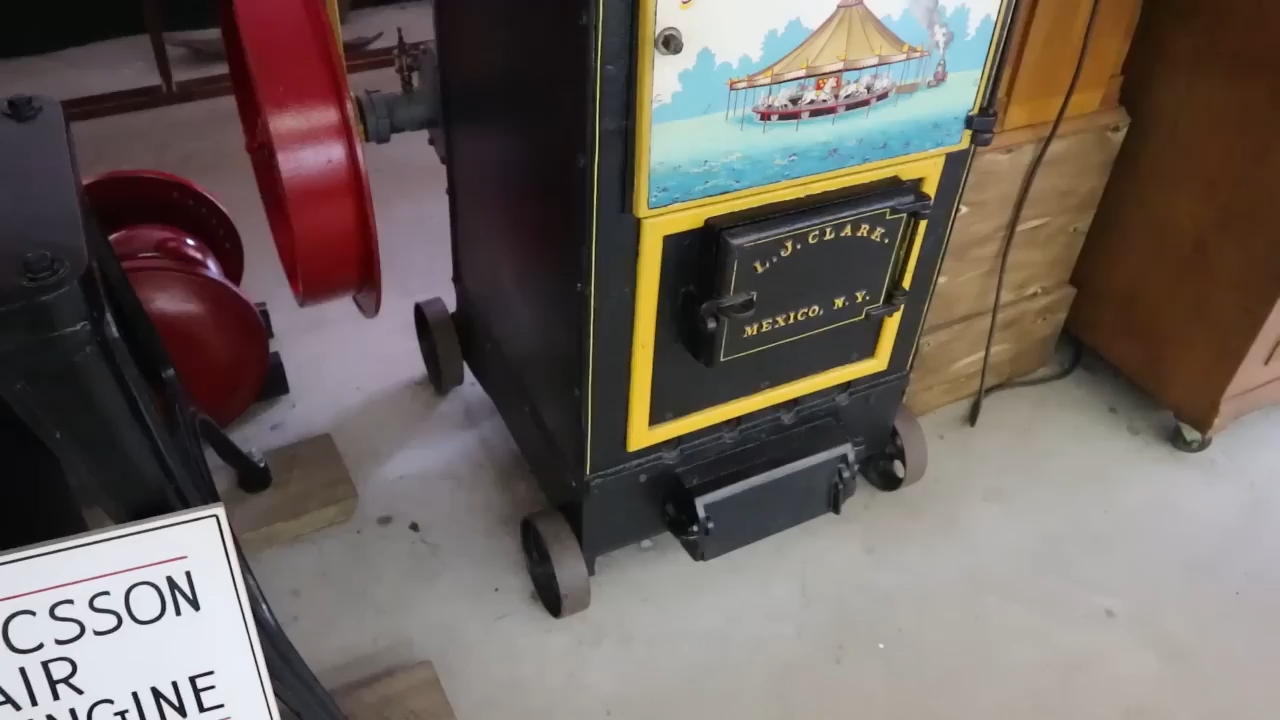 L. J. CLARK.
MEXICO, N. Y.
CSSON
AIR
NGINE